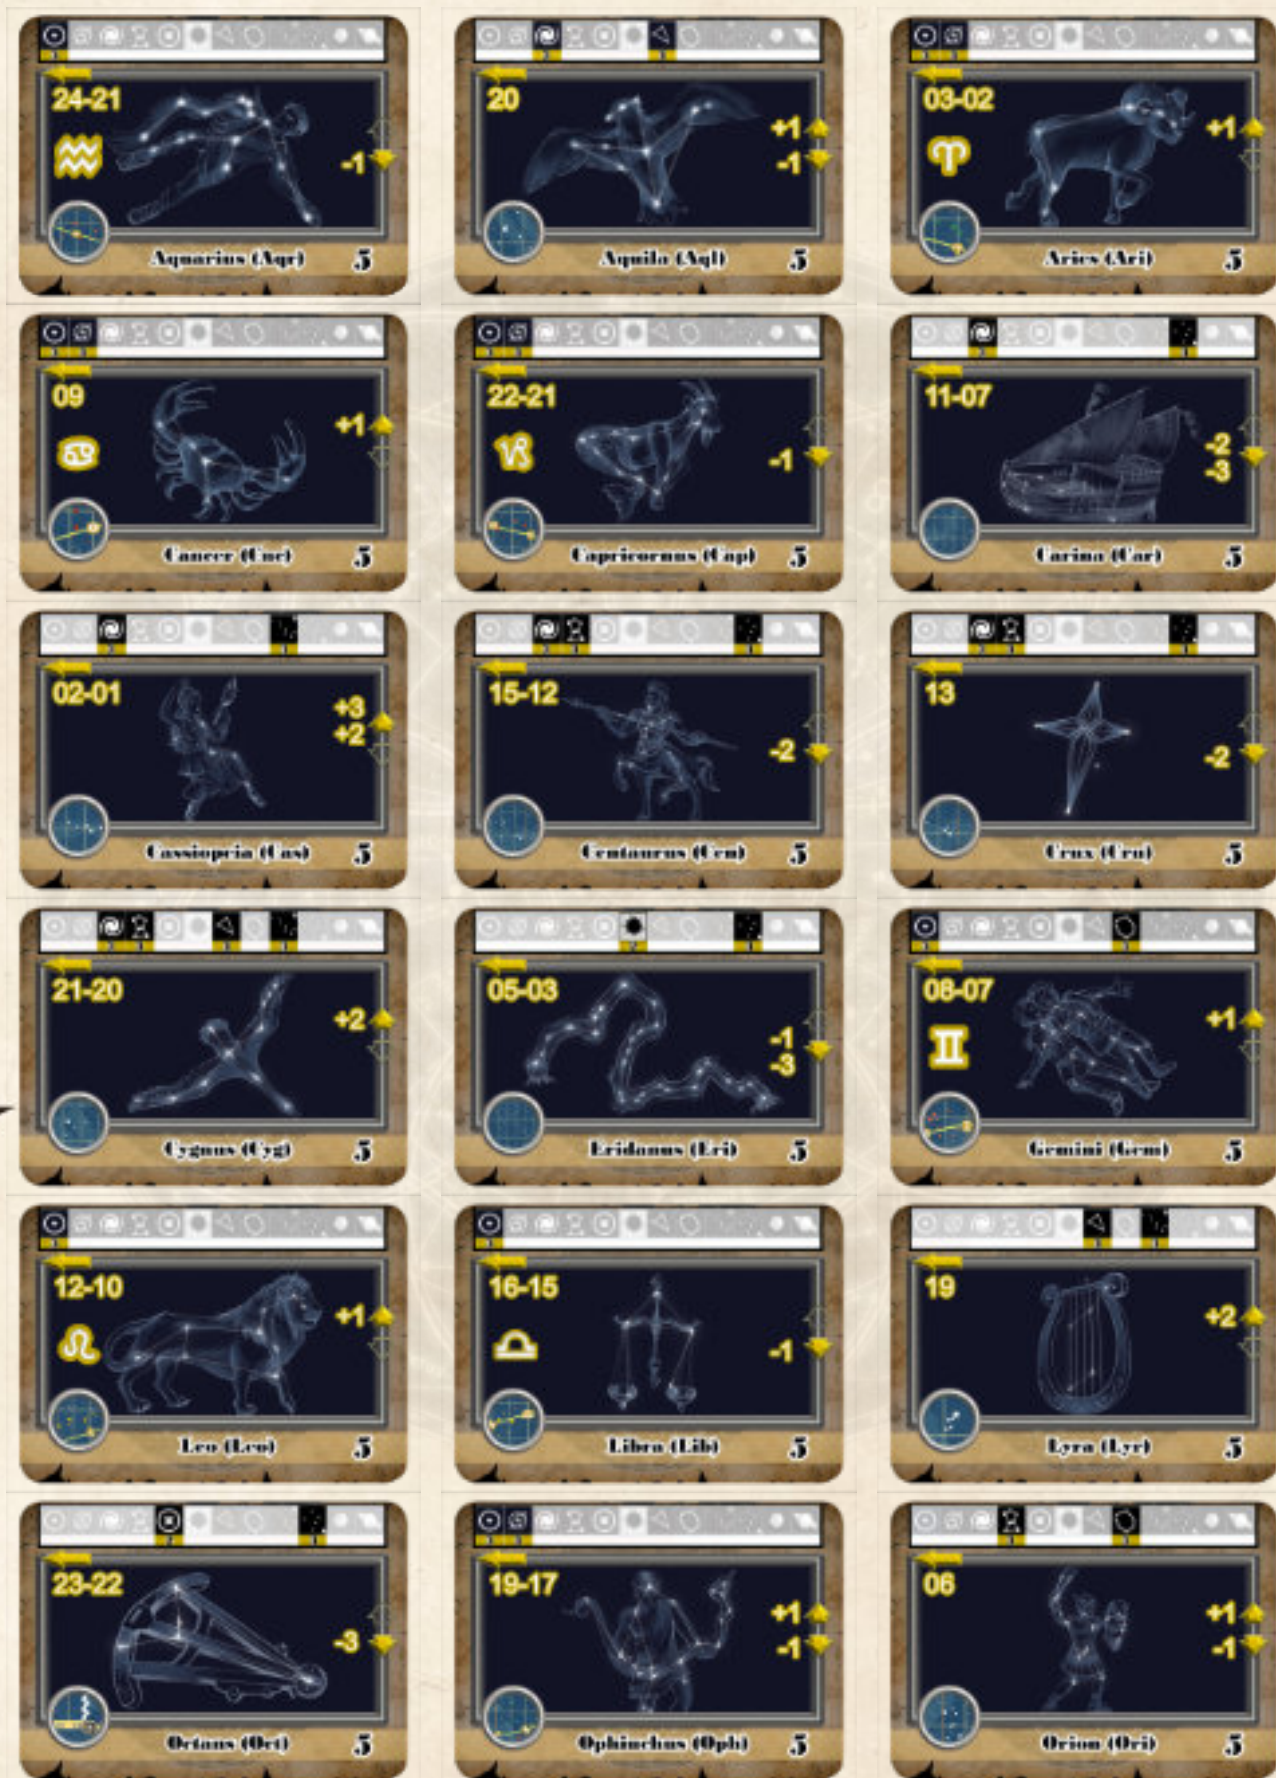 24-21
-1
Aquarius (Aqr) 5
20
+1
-1
Aquila (Aql) 5
03-02
+1
Aries (Ari) 5
09
+1
Cancer (Cnc) 5
22-21
-1
Capricornus (Cap) 5
11-07
-2
-3
Carina (Car) 5
02-01
+3
+2
Cassiopeia (Cas) 5
15-12
-2
Centaurus (Cen) 5
13
-2
Crux (Cru) 5
21-20
+2
Cygnus (Cyg) 5
05-03
-1
-3
Eridanus (Eri) 5
08-07
+1
Gemini (Gem) 5
12-10
+1
Leo (Leo) 5
16-15
-1
Libra (Lib) 5
19
+2
Lyra (Lyr) 5
23-22
-3
Octans (Oct) 5
19-17
+1
-1
Ophiuchus (Oph) 5
06
+1
-1
Orion (Ori) 5